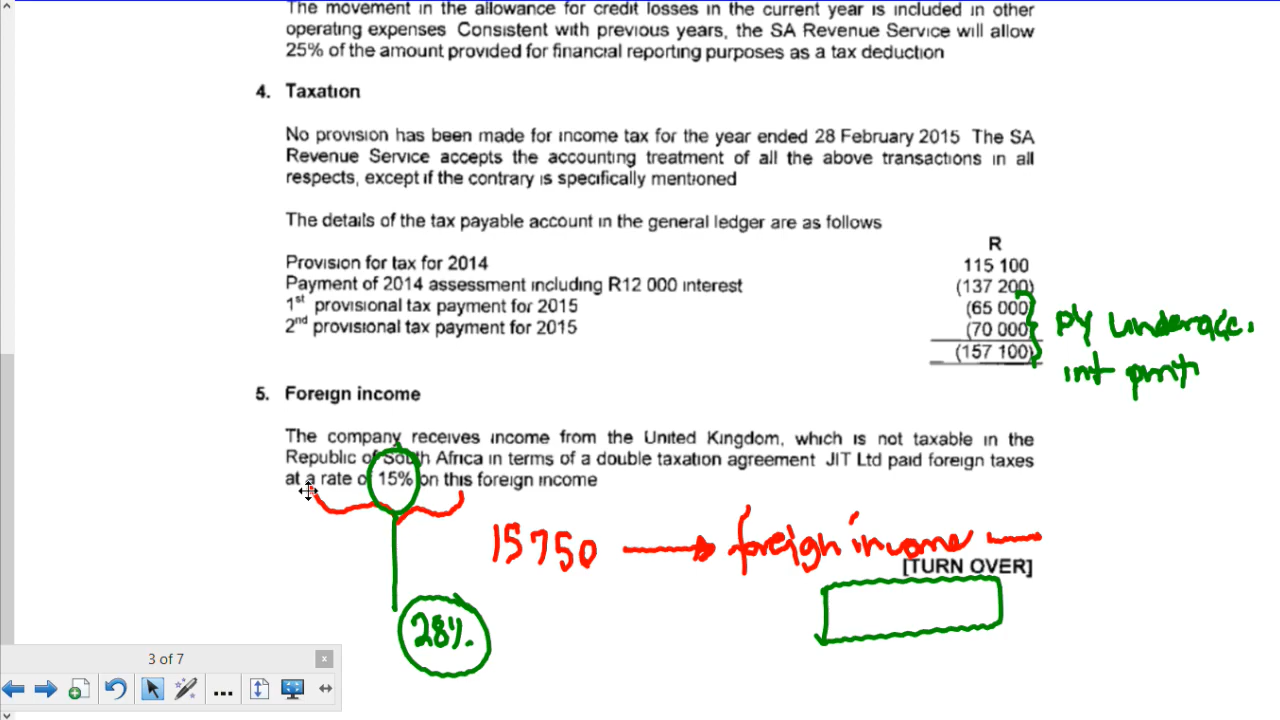 The movement in the allowance for credit losses in the current year is included in other
operating expenses Consistent with previous years, the SA Revenue Service will allow
25% of the amount provided for financial reporting purposes as a tax deduction
4. Taxation
No provision has been made for income tax for the year ended 28 February 2015 The SA
Revenue Service accepts the accounting treatment of all the above transactions in all
respects, except if the contrary is specifically mentioned
The details of the tax payable account in the general ledger are as follows
R
Provision for tax for 2014 115 100
Payment of 2014 assessment including R12 000 interest (137 200)
1st provisional tax payment for 2015 (65 000)
2nd provisional tax payment for 2015 (70 000)
(157 100)
p/y underacc.
int pmt
5. Foreign income
The company receives income from the United Kingdom, which is not taxable in the
Republic of South Africa in terms of a double taxation agreement JIT Ltd paid foreign taxes
at a rate of 15% on this foreign income
15750 → foreign income
[TURN OVER]
28%.
3 of 7